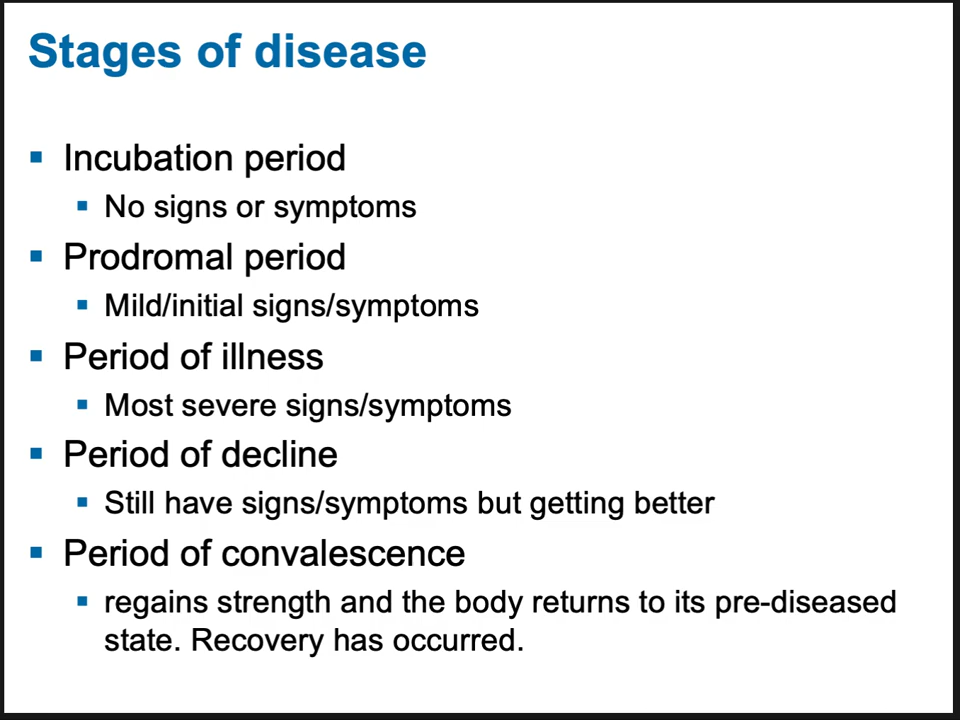 Stages of disease
Incubation period
No signs or symptoms
Prodromal period
Mild/initial signs/symptoms
Period of illness
Most severe signs/symptoms
Period of decline
Still have signs/symptoms but getting better
Period of convalescence
regains strength and the body returns to its pre-diseased
state. Recovery has occurred.